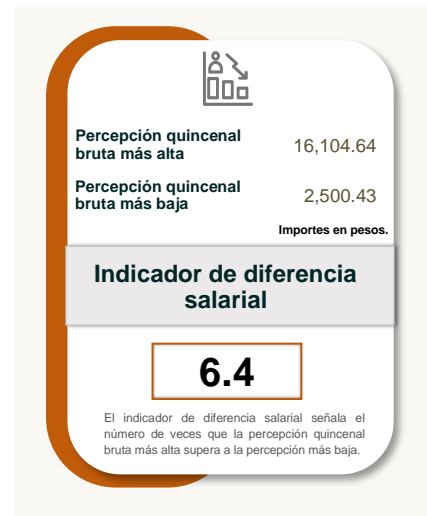 Percepción quincenal
bruta más alta
16,104.64
Percepción quincenal
bruta más baja
2,500.43
Importes en pesos.
Indicador de diferencia
salarial
6.4
El indicador de diferencia salarial señala el
número de veces que la percepción quincenal
bruta más alta supera a la percepción más baja.